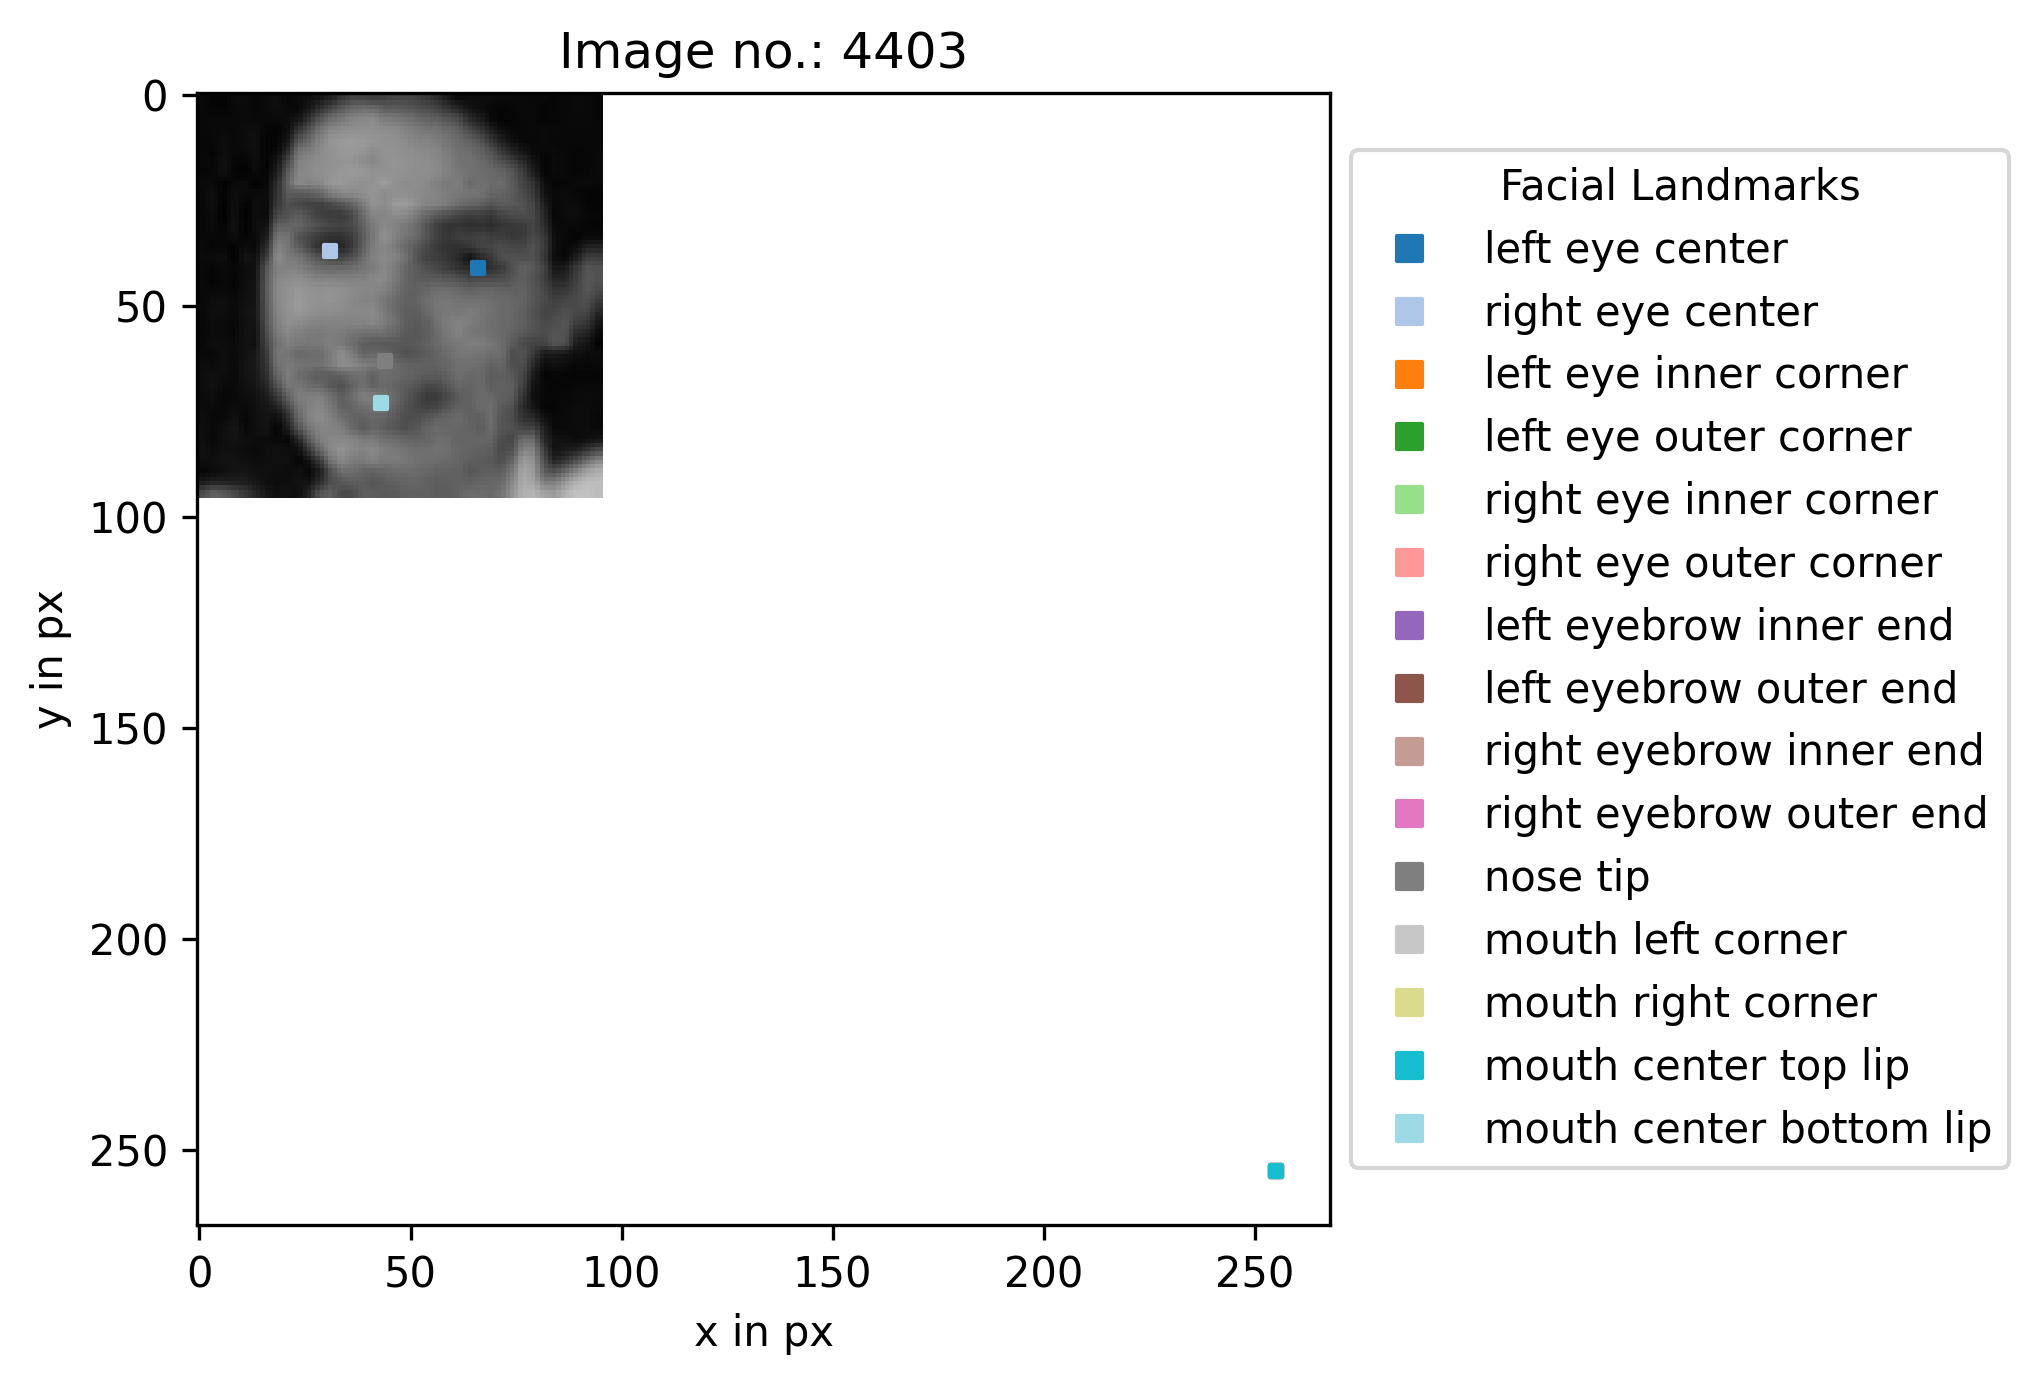 Image no.: 4403
0
50
100
150
200
250
y in px
0 50 100 150 200 250
x in px
Facial Landmarks
left eye center
right eye center
left eye inner corner
left eye outer corner
right eye inner corner
right eye outer corner
left eyebrow inner end
left eyebrow outer end
right eyebrow inner end
right eyebrow outer end
nose tip
mouth left corner
mouth right corner
mouth center top lip
mouth center bottom lip